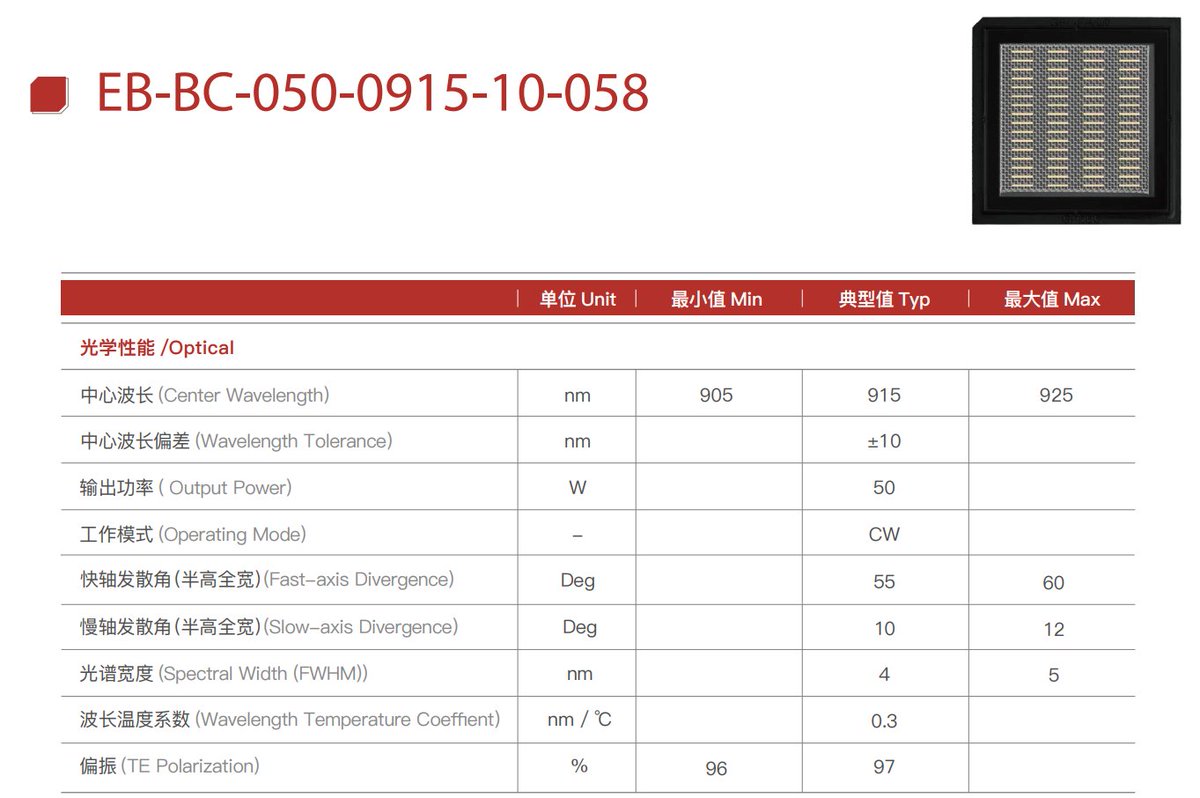 EB-BC-050-0915-10-058
单位 Unit 最小值 Min 典型值 Typ 最大值 Max
光学性能 /Optical
中心波长 (Center Wavelength) nm 905 915 925
中心波长偏差 (Wavelength Tolerance) nm ±10
输出功率 ( Output Power) W 50
工作模式 (Operating Mode) – CW
快轴发散角(半高全宽)(Fast-axis Divergence) Deg 55 60
慢轴发散角(半高全宽)(Slow-axis Divergence) Deg 10 12
光谱宽度 (Spectral Width (FWHM)) nm 4 5
波长温度系数 (Wavelength Temperature Coeffient) nm / ℃ 0.3
偏振 (TE Polarization) % 96 97